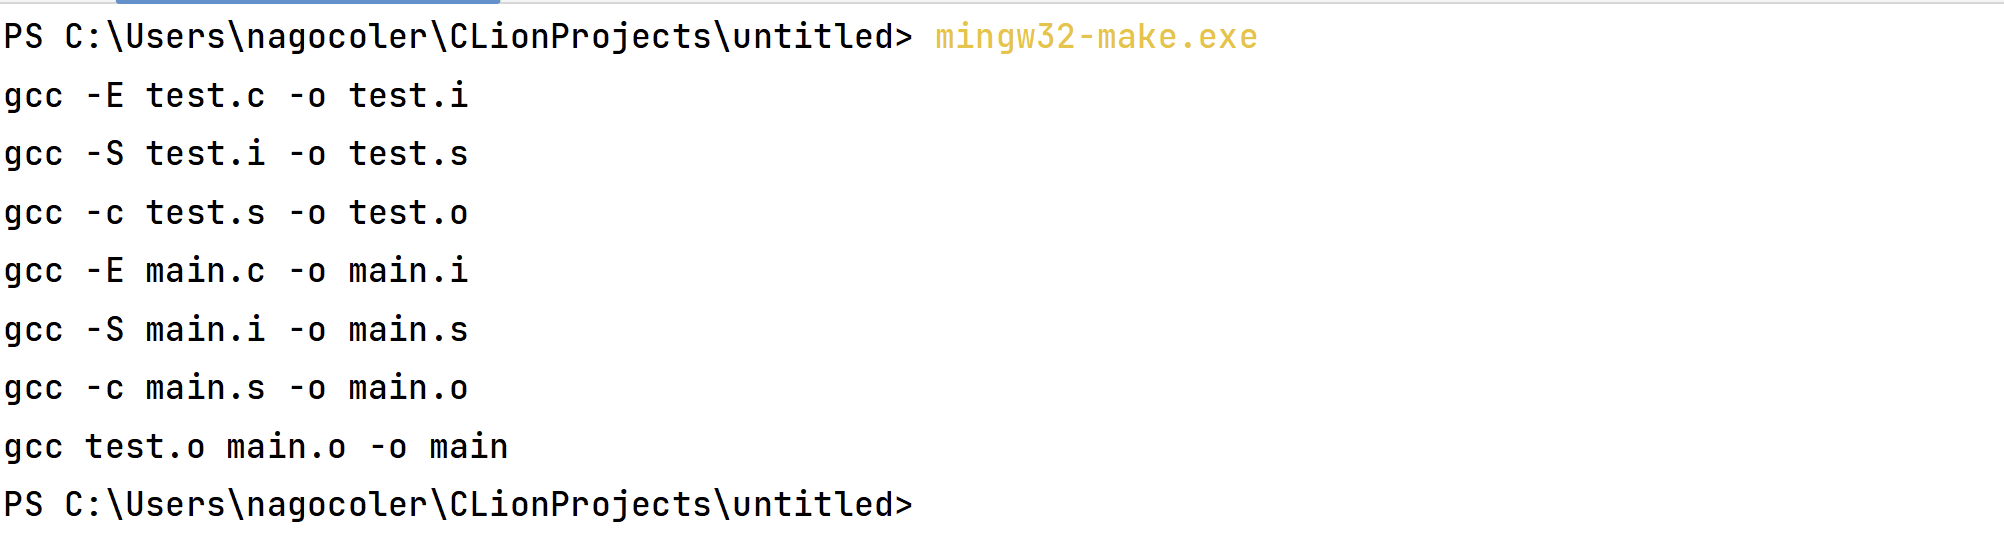 PS C:\Users\nagocoler\CLionProjects\untitled> mingw32-make.exe
gcc -E test.c -o test.i
gcc -S test.i -o test.s
gcc -c test.s -o test.o
gcc -E main.c -o main.i
gcc -S main.i -o main.s
gcc -c main.s -o main.o
gcc test.o main.o -o main
PS C:\Users\nagocoler\CLionProjects\untitled>